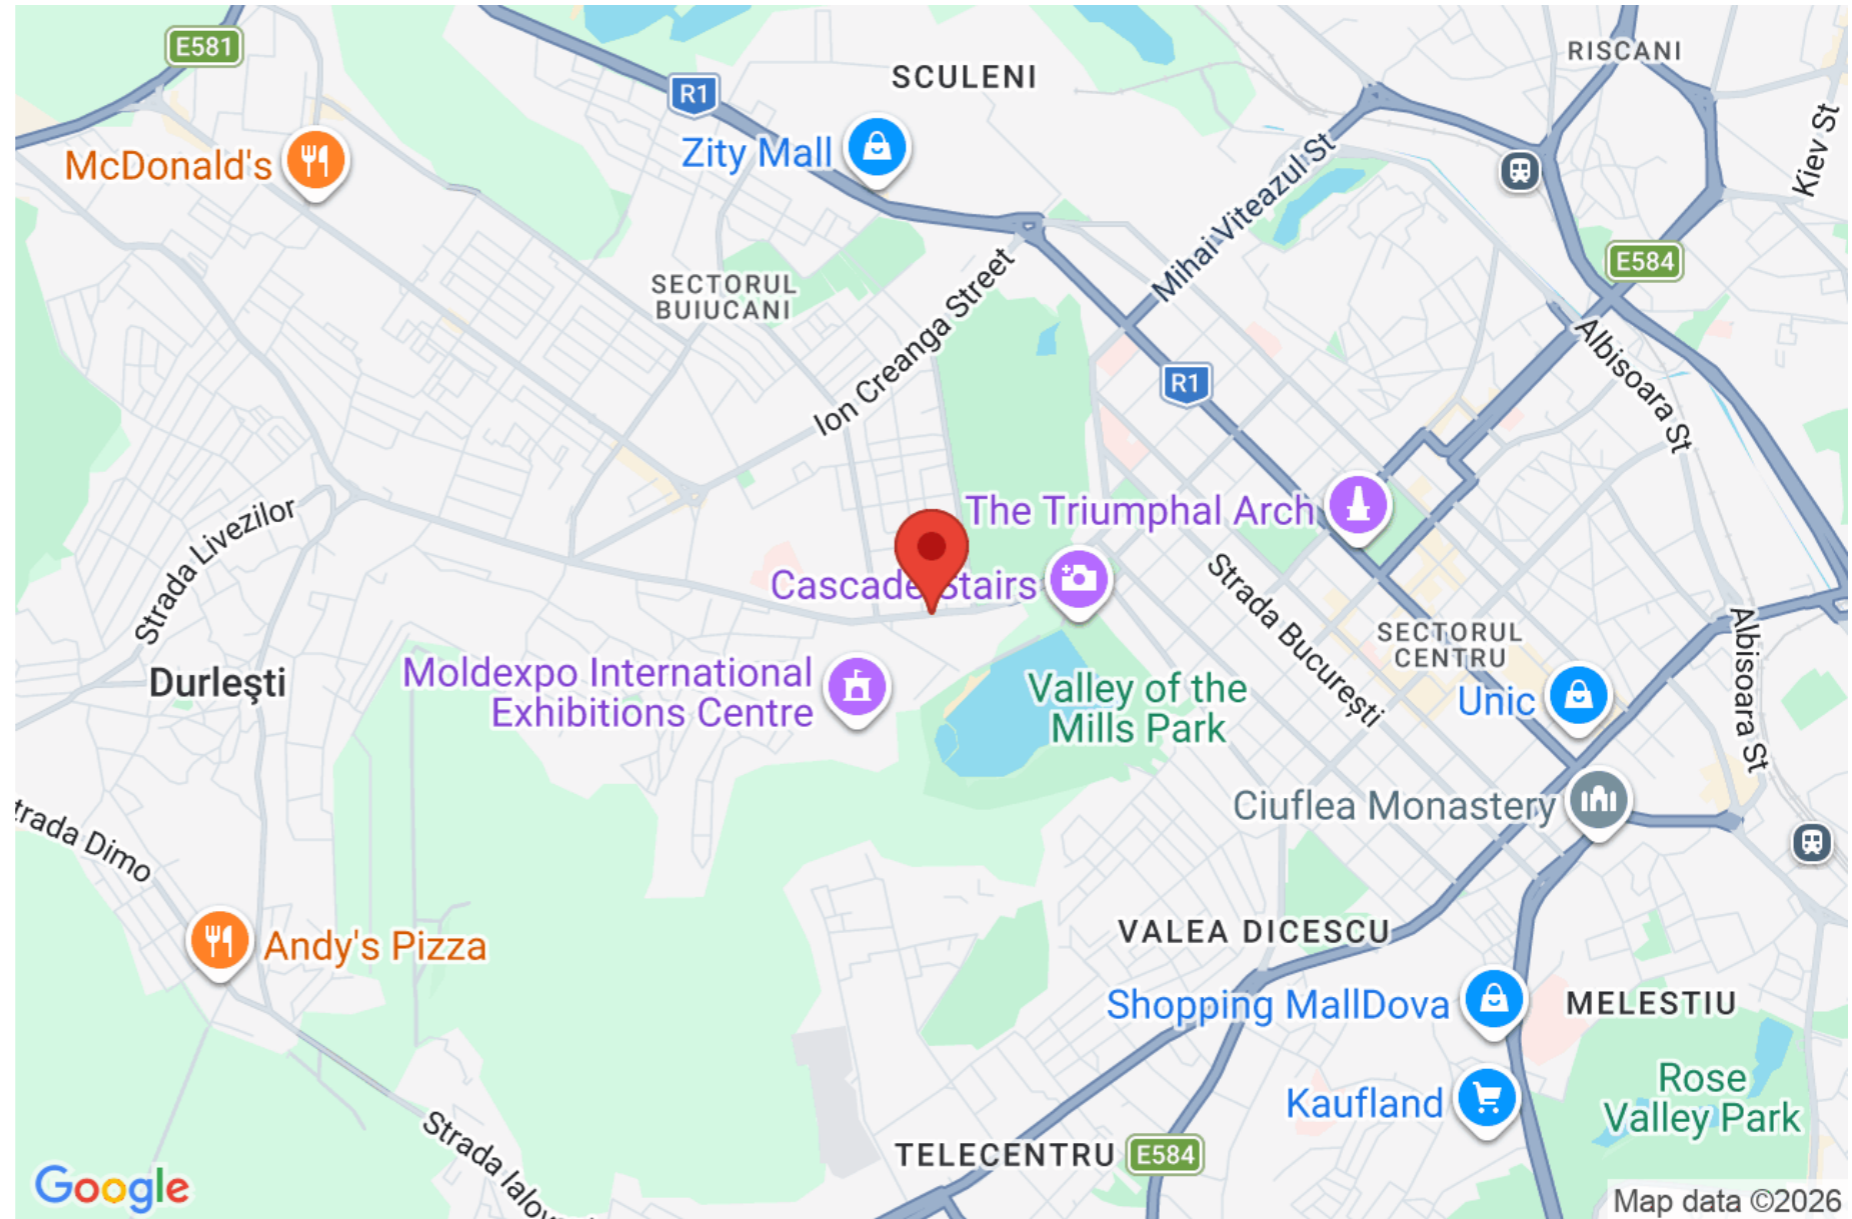 E581
R1
SCULENI
RISCANI
McDonald's
Zity Mall
Kiev St
Mihai Viteazul St
SECTORUL
BUIUCANI
Ion Creanga Street
E584
Albisoara St
R1
Strada Livezilor
The Triumphal Arch
Cascade Stairs
Strada București
SECTORUL
CENTRU
Albisoara St
Durleşti
Moldexpo International
Exhibitions Centre
Valley of the
Mills Park
Unic
Ciuflea Monastery
trada Dimo
Andy's Pizza
VALEA DICESCU
Shopping MallDova
MELESTIU
Kaufland
Rose
Valley Park
Strada Ialov
TELECENTRU
E584
Google
Map data ©2026